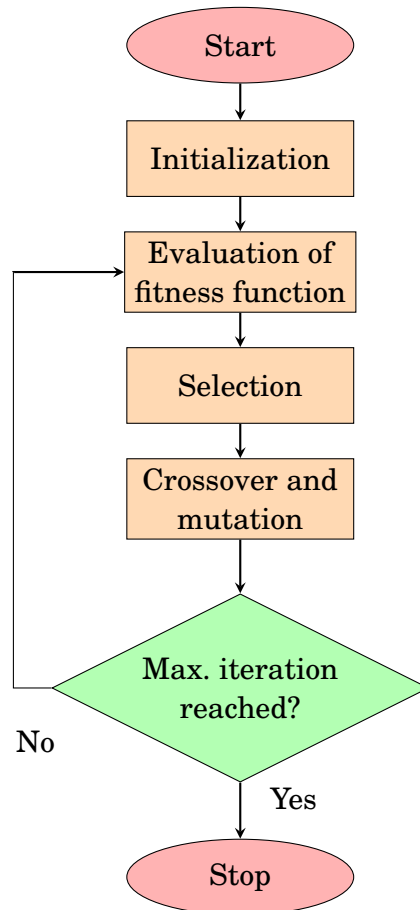 Start
Initialization
Evaluation of
fitness function
Selection
Crossover and
mutation
Max. iteration
reached?
No
Yes
Stop